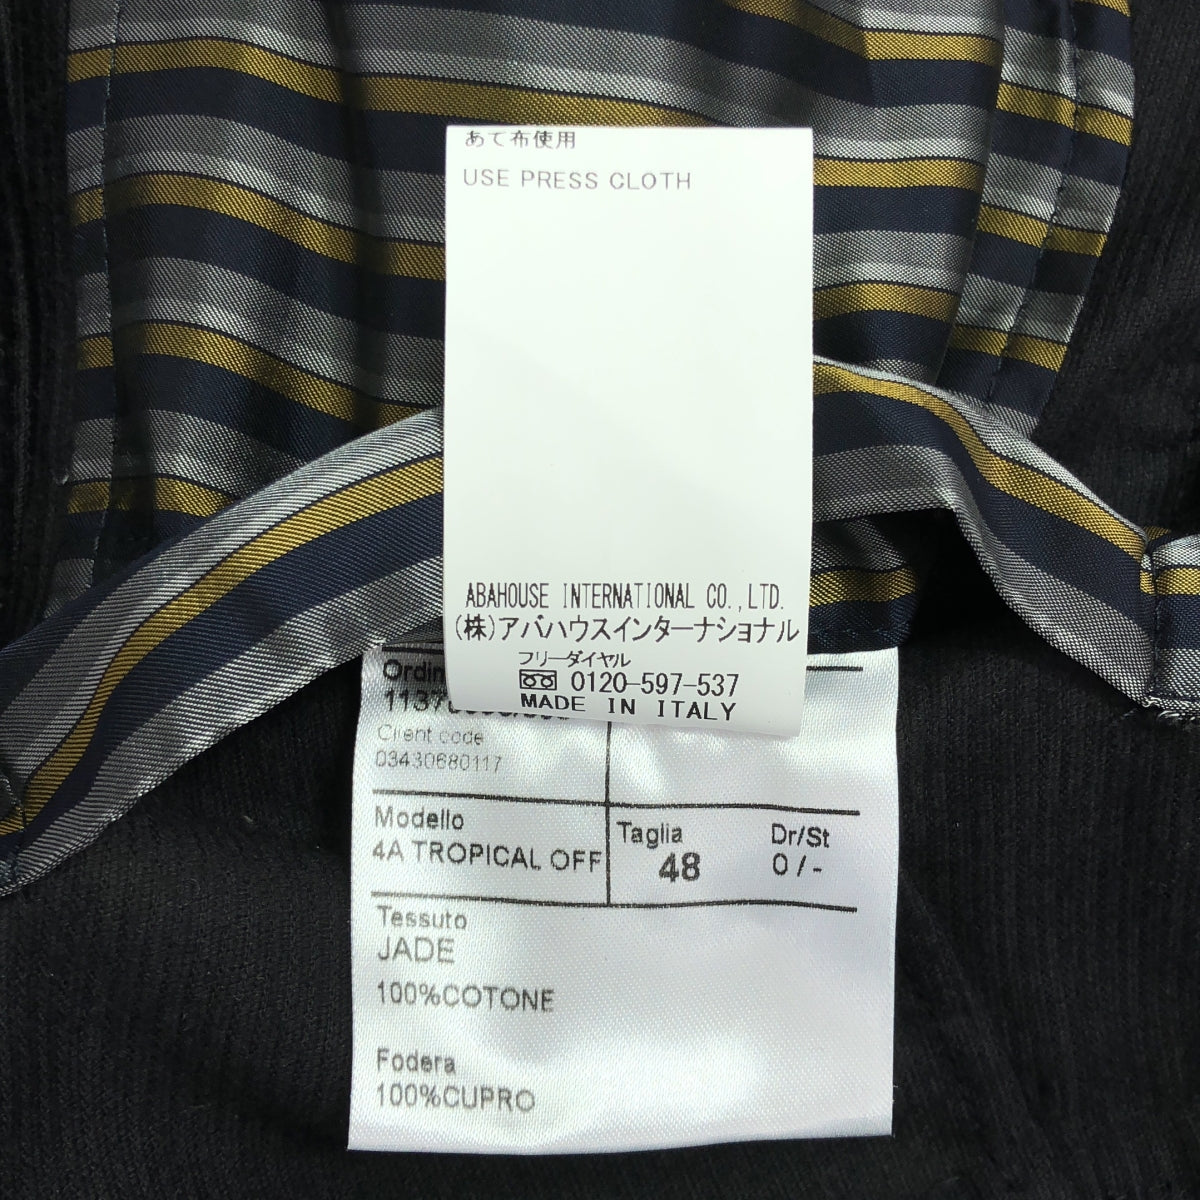 あて布使用
USE PRESS CLOTH
ABAHOUSE INTERNATIONAL CO.,LTD.
(株)アバハウスインターナショナル
フリーダイヤル
0120-597-537
MADE IN ITALY
Client code
03430680117
Modello
4A TROPICAL OFF
Taglia
48
Dr/St
0 / -
Tessuto
JADE
100%COTONE
Fodera
100%CUPRO